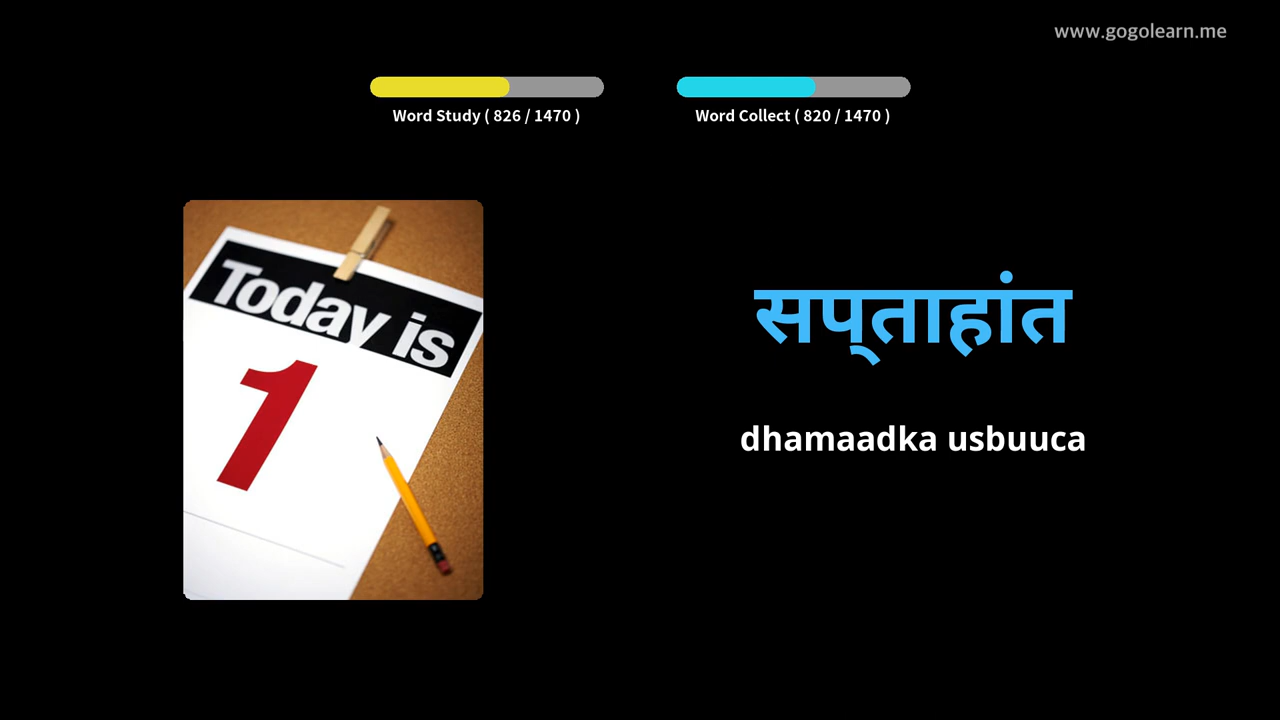 www.gogolearn.me
Word Study ( 826 / 1470 )
Word Collect ( 820 / 1470 )
Today is
1
सप्ताहांत
dhamaadka usbuuca